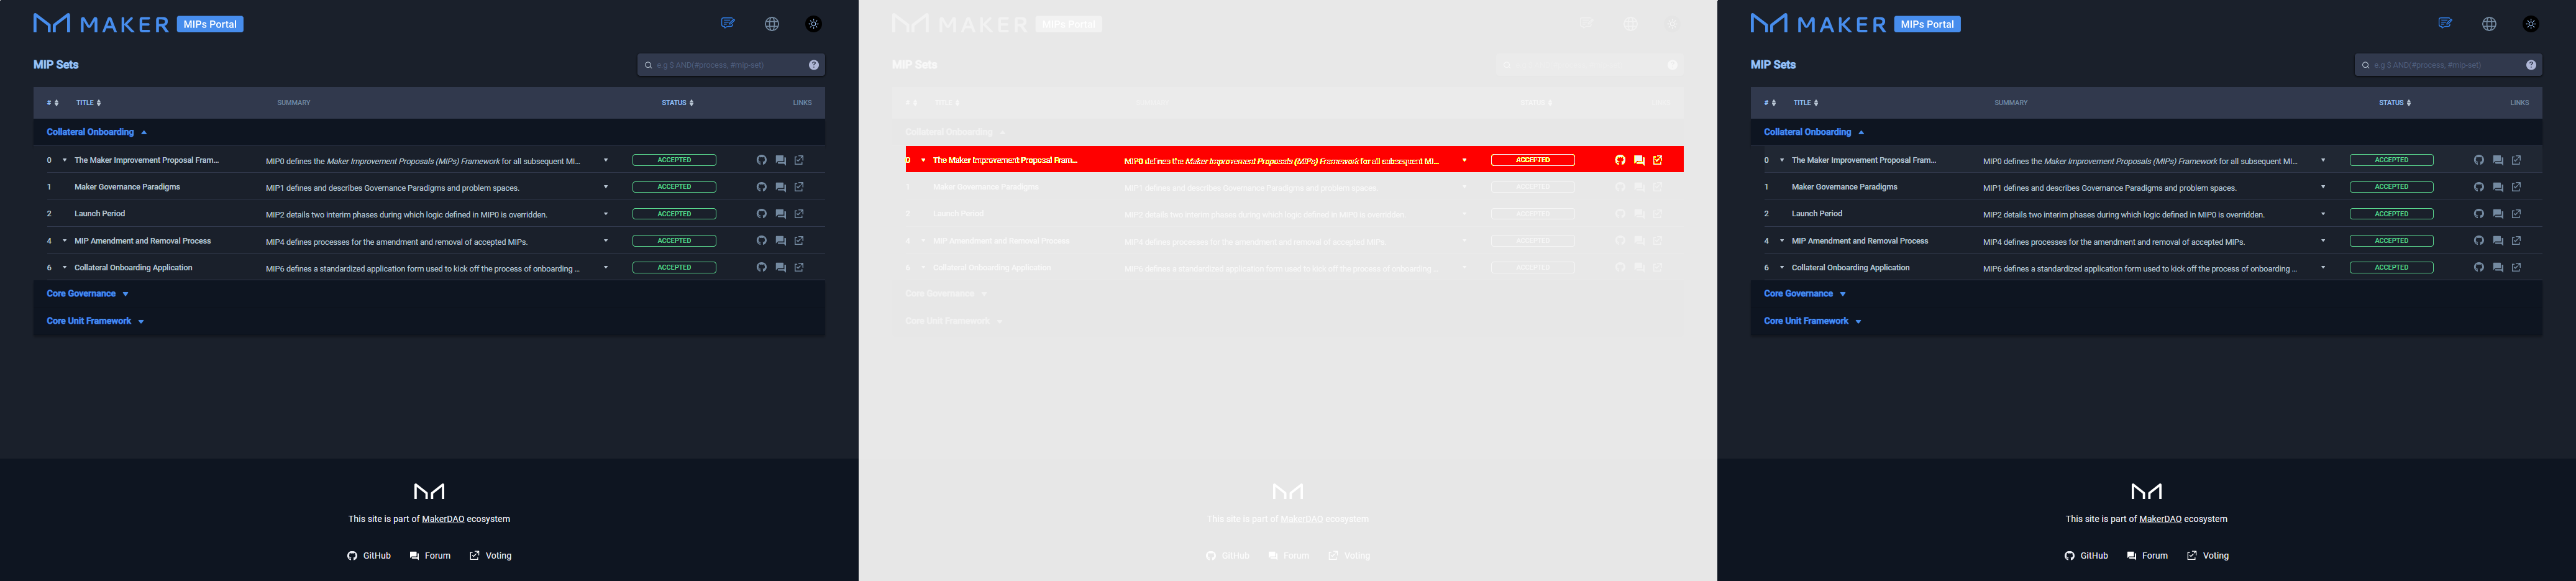 MAKER MIPs Portal
MIP Sets
e.g $ AND(#process, #mip-set) ?
# TITLE SUMMARY STATUS LINKS
Collateral Onboarding
0 The Maker Improvement Proposal Fram... MIP0 defines the Maker Improvement Proposals (MIPs) Framework for all subsequent MI... ACCEPTED
1 Maker Governance Paradigms MIP1 defines and describes Governance Paradigms and problem spaces. ACCEPTED
2 Launch Period MIP2 details two interim phases during which logic defined in MIP0 is overridden. ACCEPTED
4 MIP Amendment and Removal Process MIP4 defines processes for the amendment and removal of accepted MIPs. ACCEPTED
6 Collateral Onboarding Application MIP6 defines a standardized application form used to kick off the process of onboarding ... ACCEPTED
Core Governance
Core Unit Framework
This site is part of MakerDAO ecosystem
GitHub Forum Voting
MAKER MIPs Portal
MIP Sets
# TITLE SUMMARY STATUS LINKS
Collateral Onboarding
0 The Maker Improvement Proposal Fram... MIP0 defines the Maker Improvement Proposals (MIPs) Framework for all subsequent MI... ACCEPTED
1 Maker Governance Paradigms MIP1 defines and describes Governance Paradigms and problem spaces. ACCEPTED
2 Launch Period MIP2 details two interim phases during which logic defined in MIP0 is overridden. ACCEPTED
4 MIP Amendment and Removal Process MIP4 defines processes for the amendment and removal of accepted MIPs. ACCEPTED
6 Collateral Onboarding Application MIP6 defines a standardized application form used to kick off the process of onboarding ... ACCEPTED
Core Governance
Core Unit Framework
This site is part of MakerDAO ecosystem
GitHub Forum Voting
MAKER MIPs Portal
MIP Sets
e.g $ AND(#process, #mip-set) ?
# TITLE SUMMARY STATUS LINKS
Collateral Onboarding
0 The Maker Improvement Proposal Fram... MIP0 defines the Maker Improvement Proposals (MIPs) Framework for all subsequent MI... ACCEPTED
1 Maker Governance Paradigms MIP1 defines and describes Governance Paradigms and problem spaces. ACCEPTED
2 Launch Period MIP2 details two interim phases during which logic defined in MIP0 is overridden. ACCEPTED
4 MIP Amendment and Removal Process MIP4 defines processes for the amendment and removal of accepted MIPs. ACCEPTED
6 Collateral Onboarding Application MIP6 defines a standardized application form used to kick off the process of onboarding ... ACCEPTED
Core Governance
Core Unit Framework
This site is part of MakerDAO ecosystem
GitHub Forum Voting